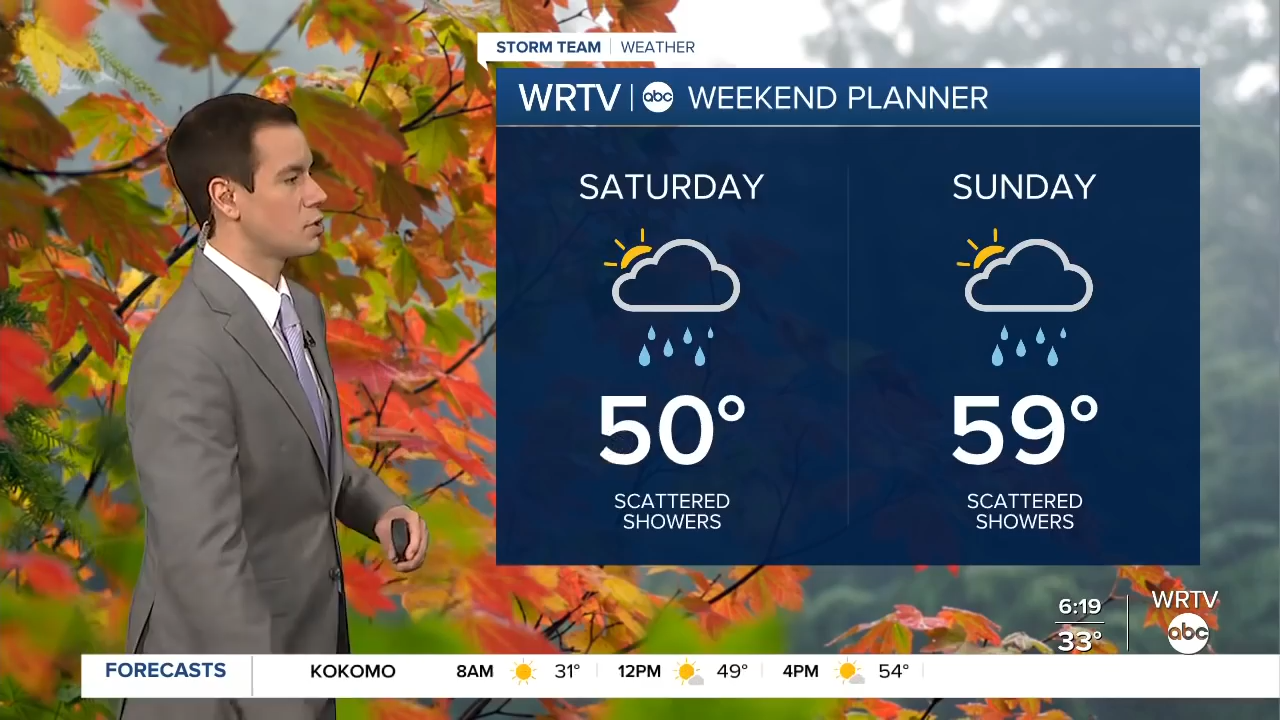 STORM TEAM | WEATHER
WRTV | abc WEEKEND PLANNER
SATURDAY
50°
SCATTERED
SHOWERS
SUNDAY
59°
SCATTERED
SHOWERS
6:19
33°
WRTV
abc
FORECASTS KOKOMO 8AM 31° 12PM 49° 4PM 54°